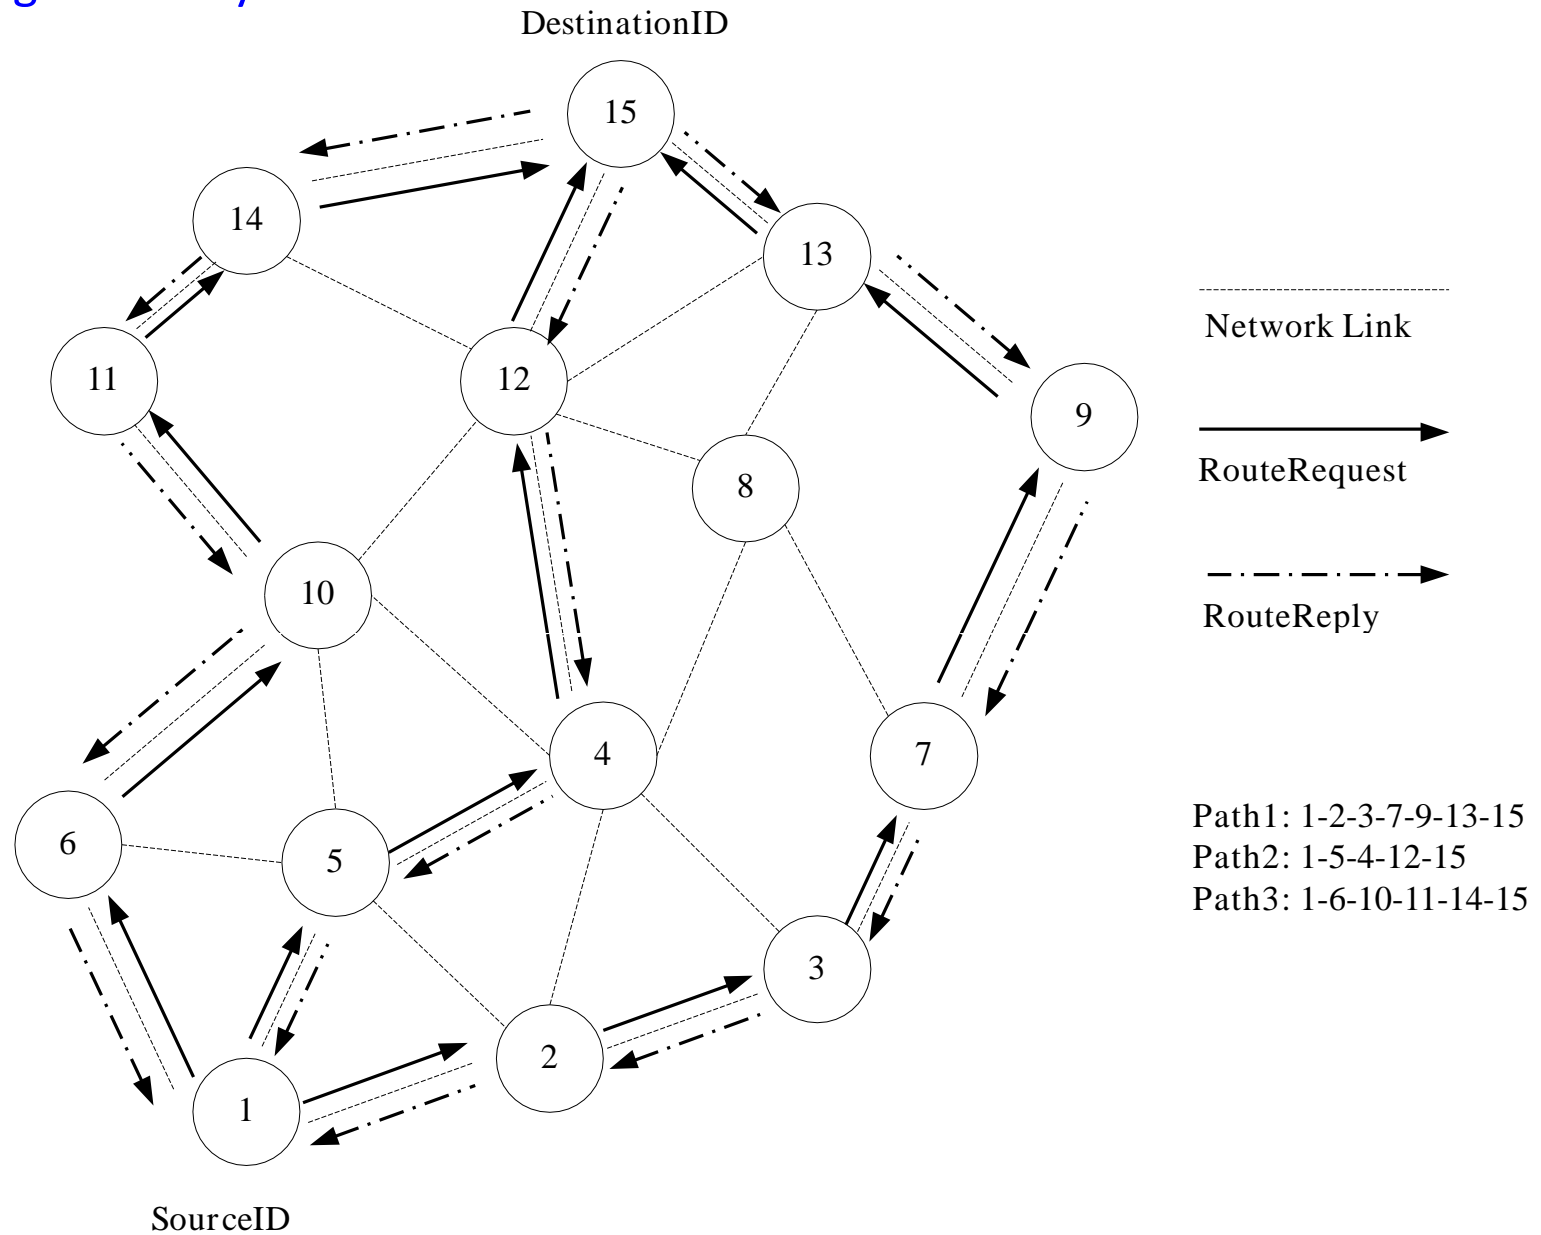 DestinationID
15
14
13
11
12
9
8
10
4
7
6
5
3
2
1
SourceID
Network Link
RouteRequest
RouteReply
Path1: 1-2-3-7-9-13-15
Path2: 1-5-4-12-15
Path3: 1-6-10-11-14-15